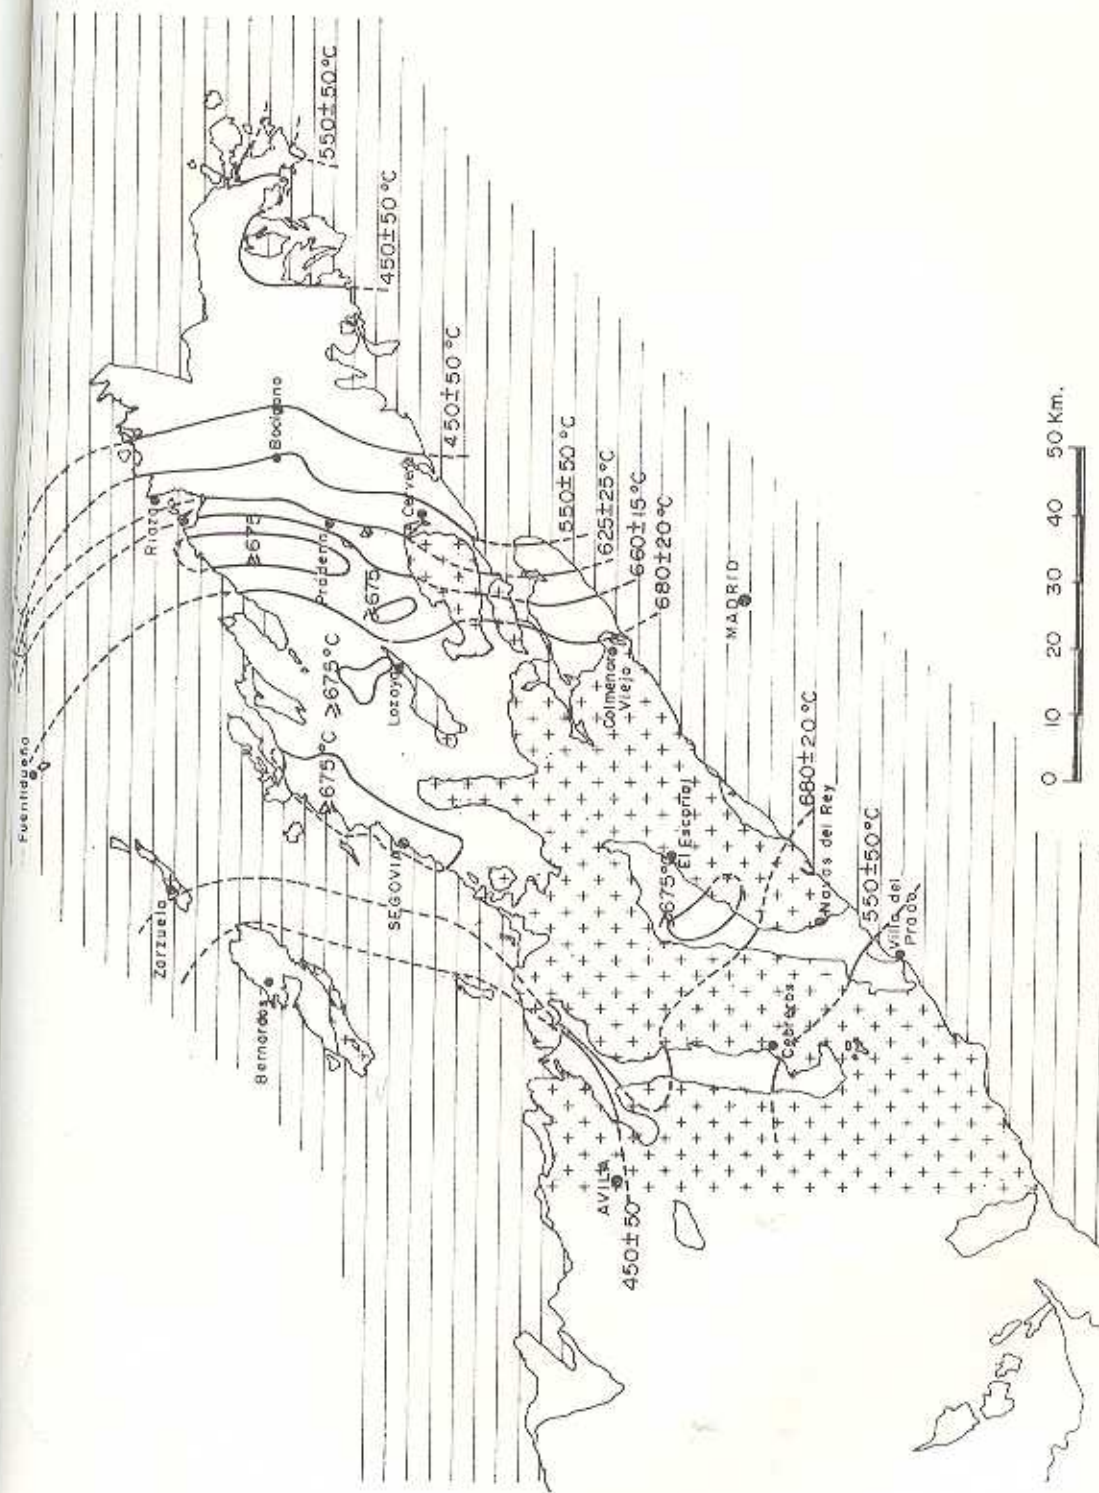 Fuentidueño
Zarzuela
Bernardos
SEGOVIA
AVILA
450±50°
≥675°C
≥675°C
≥675
≥675
Riaza
Prádena
Lozoya
Bocigano
Cervera
550±50°C
450±50°C
450±50°C
550±50°C
625±25°C
660±15°C
680±20°C
MADRID
Colmenar
Viejo
El Escorial
675°
680±20°C
Navas del Rey
550±50°C
Villa del
Prado
Cebreros
0 10 20 30 40 50 Km.